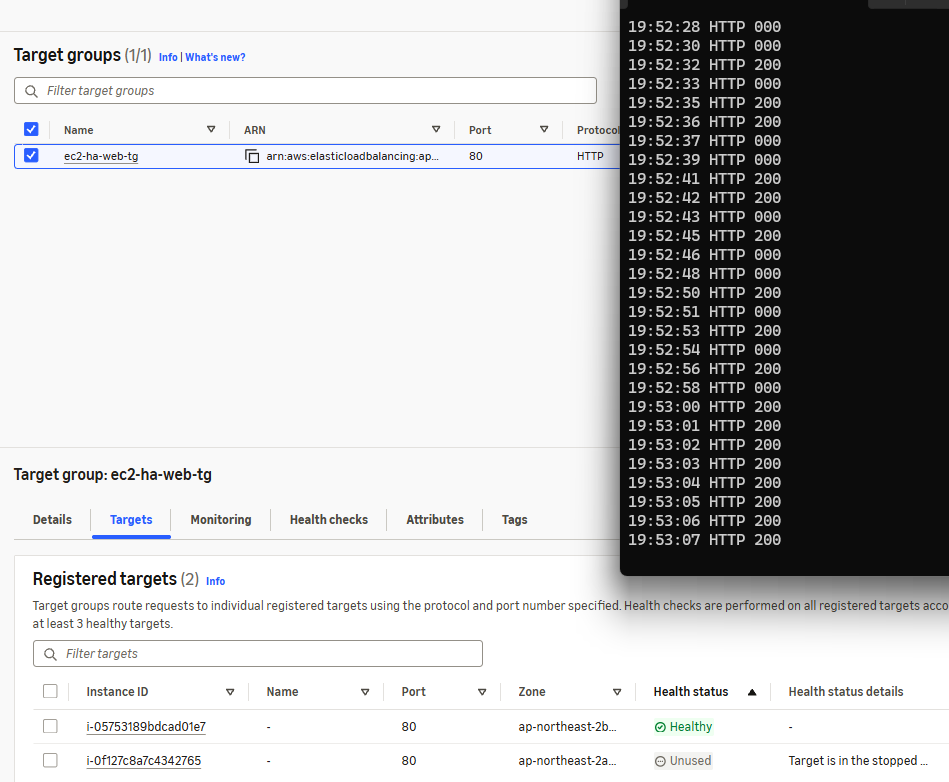 Target groups (1/1) Info | What's new?
Filter target groups
Name ARN Port Protocol
ec2-ha-web-tg arn:aws:elasticloadbalancing:ap... 80 HTTP
Target group: ec2-ha-web-tg
Details Targets Monitoring Health checks Attributes Tags
Registered targets (2) Info
Target groups route requests to individual registered targets using the protocol and port number specified. Health checks are performed on all registered targets acco
at least 3 healthy targets.
Filter targets
Instance ID Name Port Zone Health status Health status details
i-05753189bdcad01e7 - 80 ap-northeast-2b... Healthy -
i-0f127c8a7c4342765 - 80 ap-northeast-2a... Unused Target is in the stopped ...
19:52:28 HTTP 000
19:52:30 HTTP 000
19:52:32 HTTP 200
19:52:33 HTTP 000
19:52:35 HTTP 200
19:52:36 HTTP 200
19:52:37 HTTP 000
19:52:39 HTTP 000
19:52:41 HTTP 200
19:52:42 HTTP 200
19:52:43 HTTP 000
19:52:45 HTTP 200
19:52:46 HTTP 000
19:52:48 HTTP 000
19:52:50 HTTP 200
19:52:51 HTTP 000
19:52:53 HTTP 200
19:52:54 HTTP 000
19:52:56 HTTP 200
19:52:58 HTTP 000
19:53:00 HTTP 200
19:53:01 HTTP 200
19:53:02 HTTP 200
19:53:03 HTTP 200
19:53:04 HTTP 200
19:53:05 HTTP 200
19:53:06 HTTP 200
19:53:07 HTTP 200